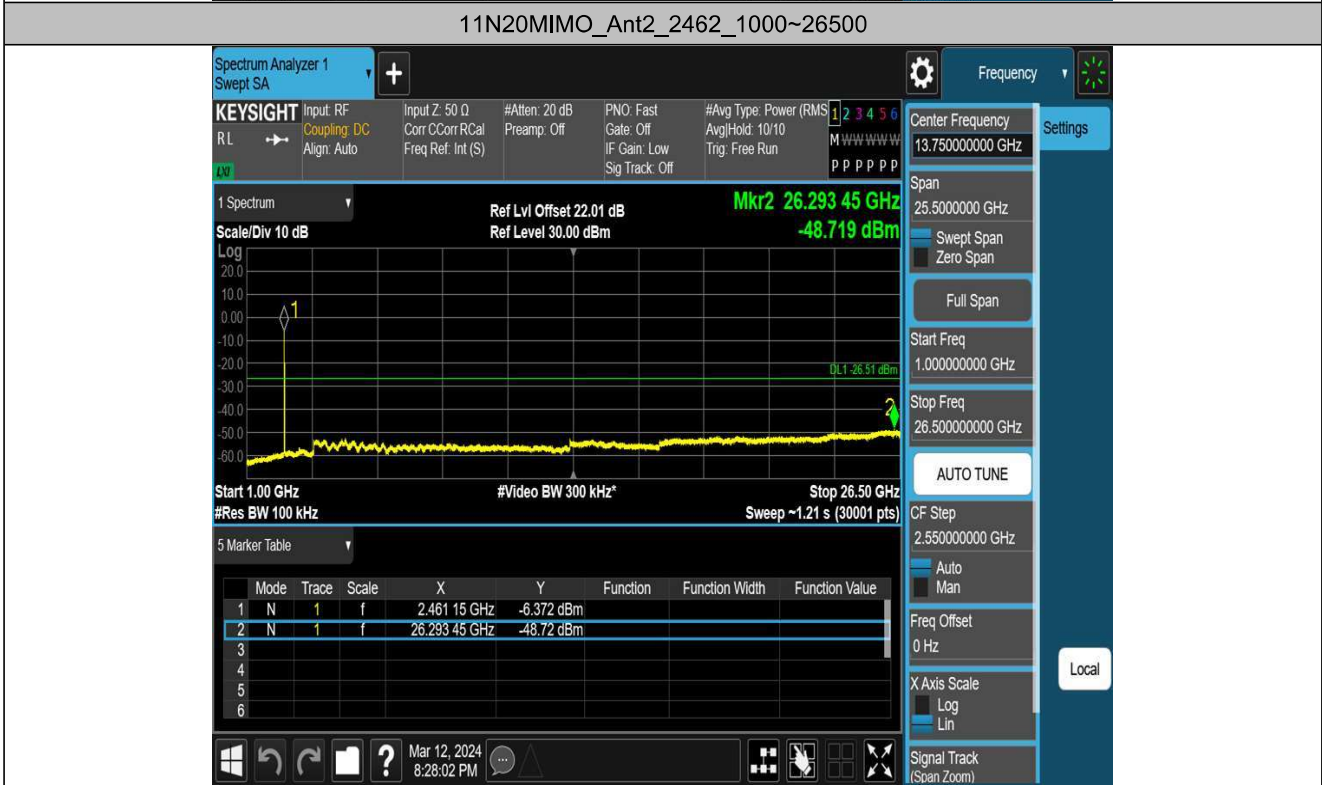 11N20MIMO_Ant2_2462_1000~26500
Spectrum Analyzer 1
Swept SA
+
Frequency
KEYSIGHT
RL
LXI
Input: RF
Coupling: DC
Align: Auto
Input Z: 50 Ω
Corr CCorr RCal
Freq Ref: Int (S)
#Atten: 20 dB
Preamp: Off
PNO: Fast
Gate: Off
IF Gain: Low
Sig Track: Off
#Avg Type: Power (RMS
Avg|Hold: 10/10
Trig: Free Run
1 2 3 4 5 6
M W W W W W
P P P P P P
Center Frequency
13.750000000 GHz
Settings
Span
25.5000000 GHz
Swept Span
Zero Span
Full Span
Start Freq
1.000000000 GHz
Stop Freq
26.500000000 GHz
AUTO TUNE
CF Step
2.550000000 GHz
Auto
Man
Freq Offset
0 Hz
X Axis Scale
Log
Lin
Signal Track
(Span Zoom)
Local
1 Spectrum
Scale/Div 10 dB
Ref Lvl Offset 22.01 dB
Ref Level 30.00 dBm
Mkr2 26.293 45 GHz
-48.719 dBm
Log
20.0
10.0
0.00
-10.0
-20.0
-30.0
-40.0
-50.0
-60.0
1
DL1 -26.51 dBm
2
Start 1.00 GHz
#Video BW 300 kHz*
Stop 26.50 GHz
#Res BW 100 kHz
Sweep ~1.21 s (30001 pts)
5 Marker Table
Mode Trace Scale X Y Function Function Width Function Value
1 N 1 f 2.461 15 GHz -6.372 dBm
2 N 1 f 26.293 45 GHz -48.72 dBm
3
4
5
6
?
Mar 12, 2024
8:28:02 PM